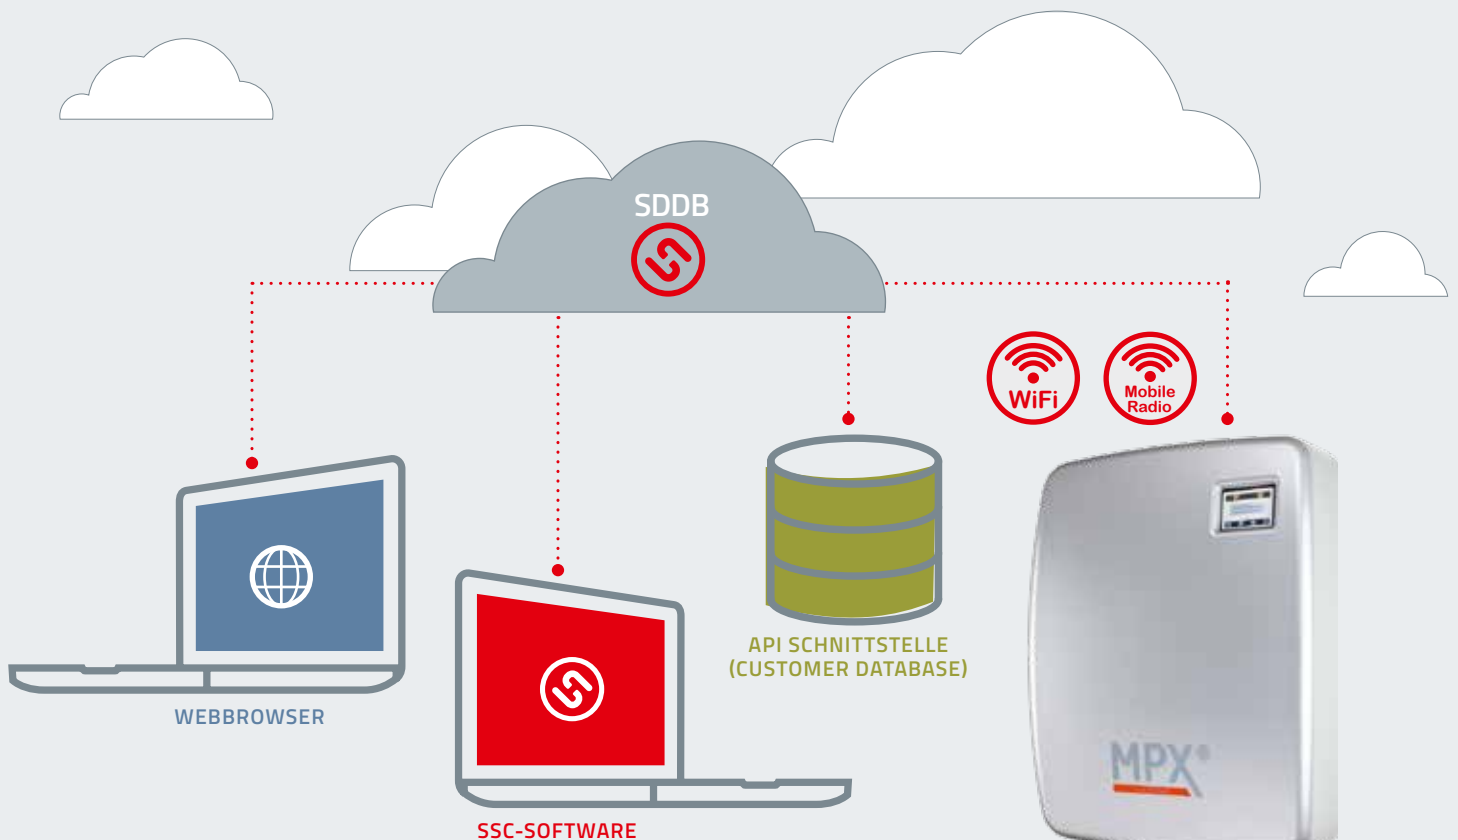 SDDB
WiFi
Mobile
Radio
API SCHNITTSTELLE
(CUSTOMER DATABASE)
WEBBROWSER
MPX®
SSC-SOFTWARE